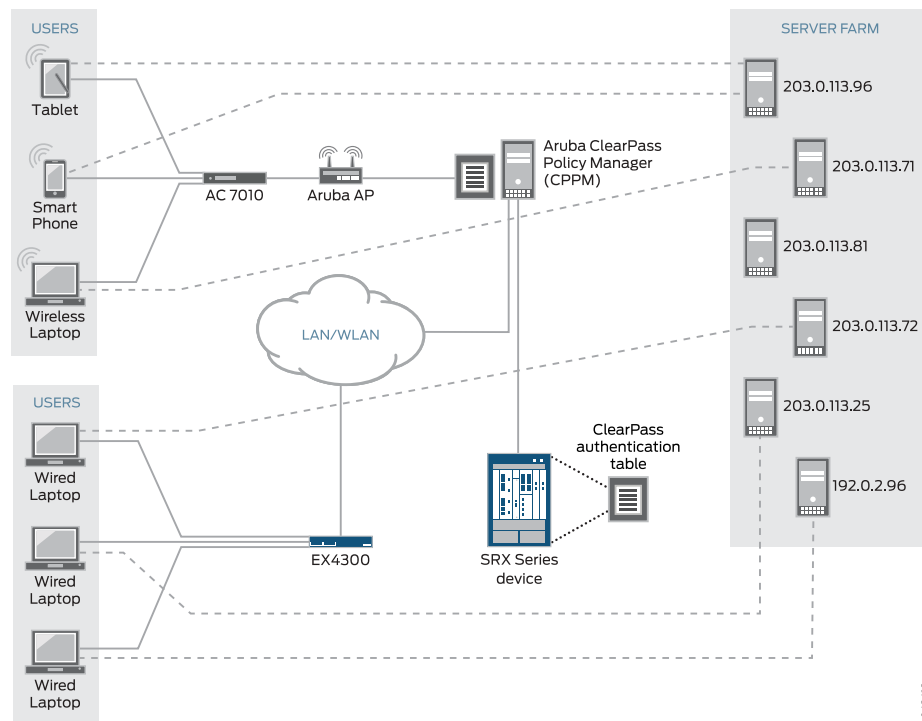 USERS
SERVER FARM
Tablet
203.0.113.96
Aruba ClearPass
Policy Manager
(CPPM)
203.0.113.71
AC 7010
Aruba AP
Smart
Phone
203.0.113.81
Wireless
Laptop
LAN/WLAN
203.0.113.72
USERS
203.0.113.25
ClearPass
authentication
table
Wired
Laptop
192.0.2.96
EX4300
SRX Series
device
Wired
Laptop
Wired
Laptop